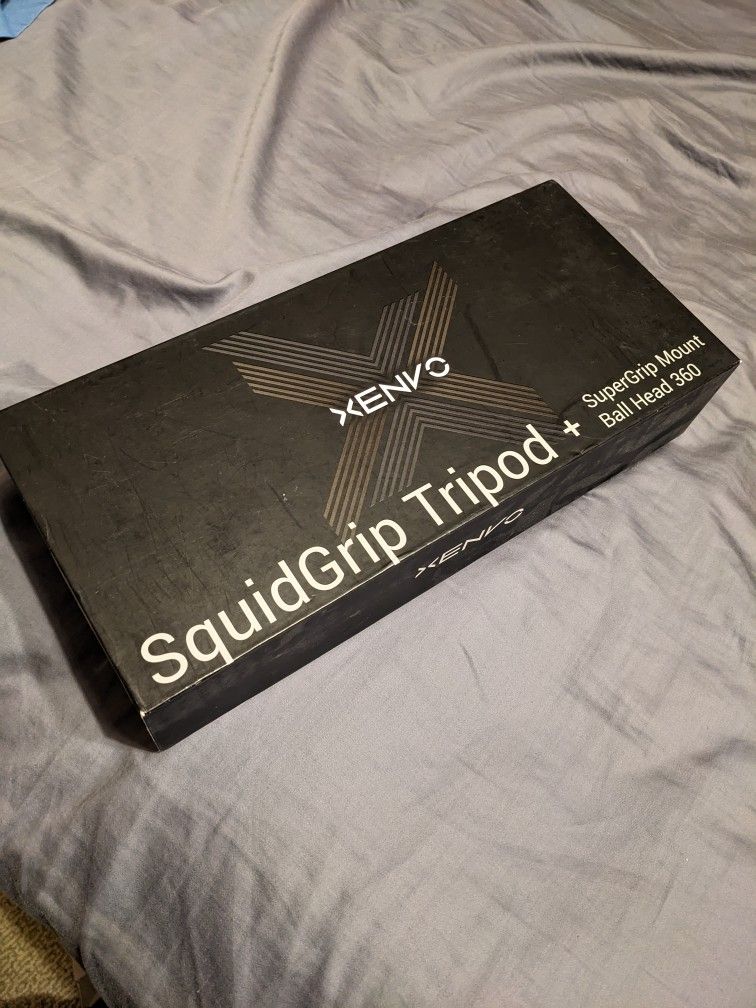 XENVO
SquidGrip Tripod +
SuperGrip Mount
Ball Head 360
XENVO